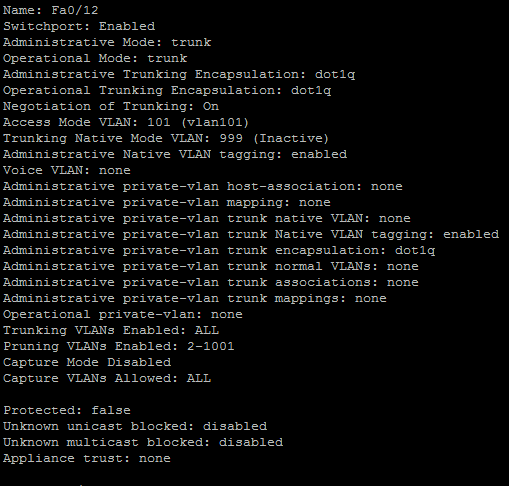 Name: Fa0/12
Switchport: Enabled
Administrative Mode: trunk
Operational Mode: trunk
Administrative Trunking Encapsulation: dot1q
Operational Trunking Encapsulation: dot1q
Negotiation of Trunking: On
Access Mode VLAN: 101 (vlan101)
Trunking Native Mode VLAN: 999 (Inactive)
Administrative Native VLAN tagging: enabled
Voice VLAN: none
Administrative private-vlan host-association: none
Administrative private-vlan mapping: none
Administrative private-vlan trunk native VLAN: none
Administrative private-vlan trunk Native VLAN tagging: enabled
Administrative private-vlan trunk encapsulation: dot1q
Administrative private-vlan trunk normal VLANs: none
Administrative private-vlan trunk associations: none
Administrative private-vlan trunk mappings: none
Operational private-vlan: none
Trunking VLANs Enabled: ALL
Pruning VLANs Enabled: 2-1001
Capture Mode Disabled
Capture VLANs Allowed: ALL
Protected: false
Unknown unicast blocked: disabled
Unknown multicast blocked: disabled
Appliance trust: none